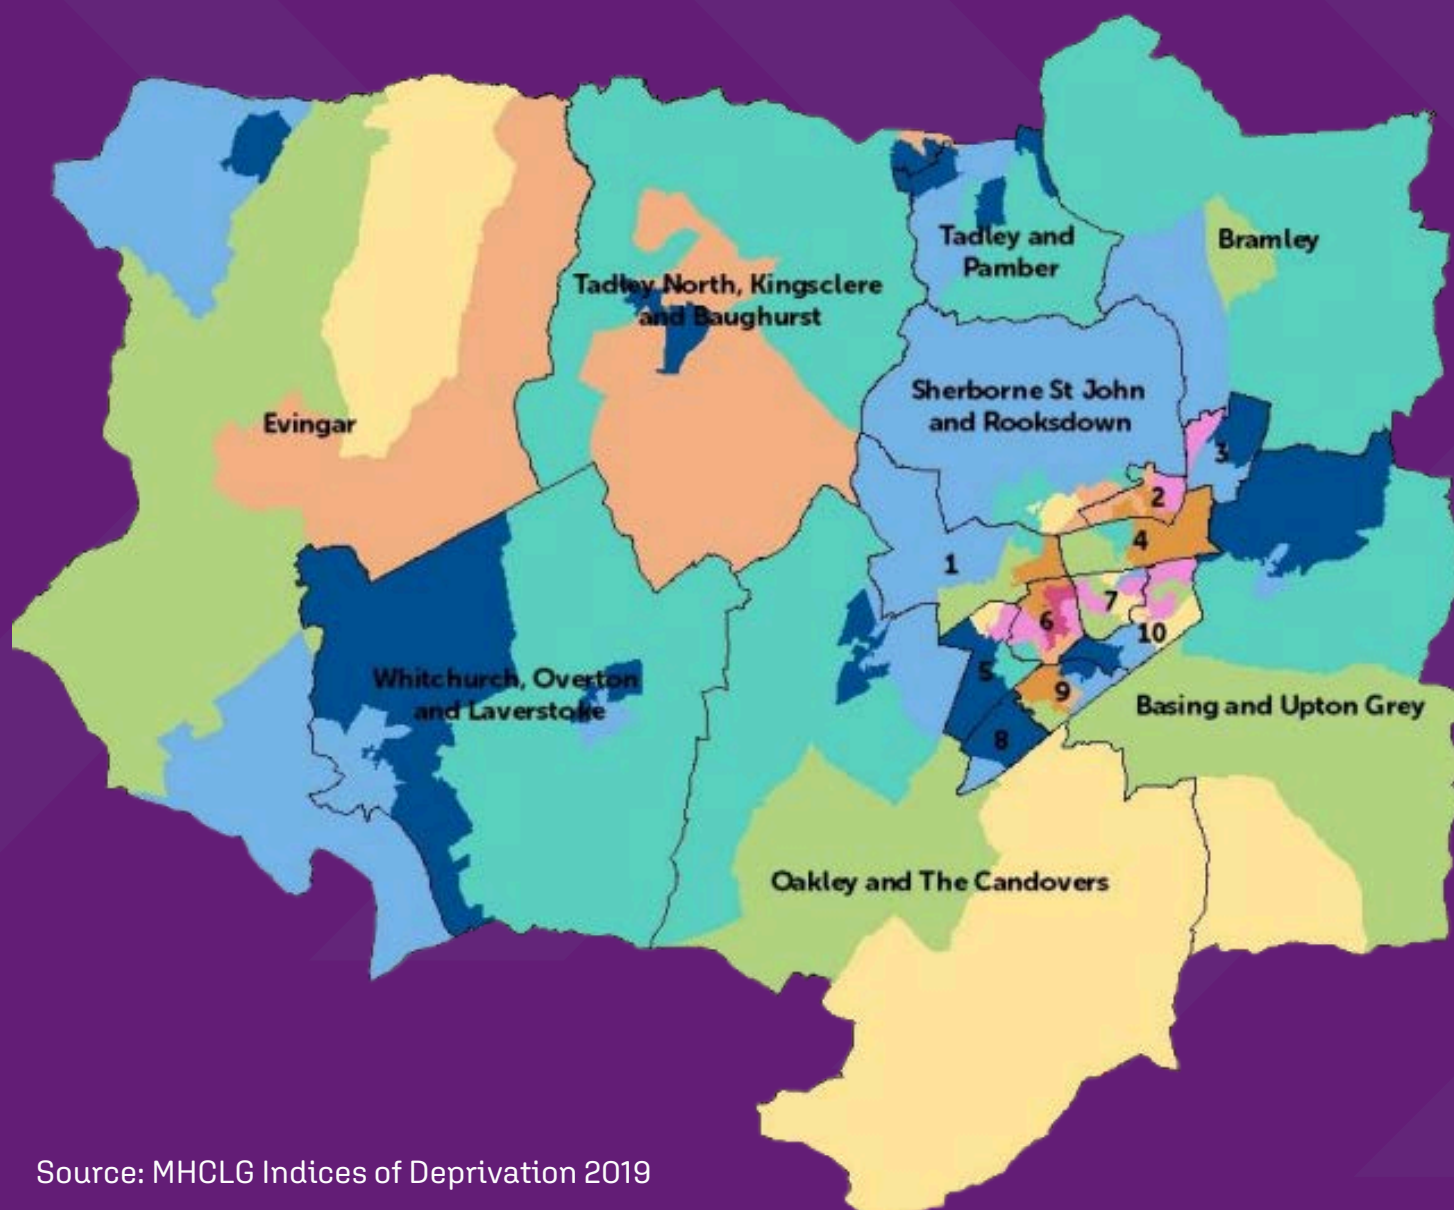 Tadley and
Pamber
Bramley
Tadley North, Kingsclere
and Baughurst
Sherborne St John
and Rooksdown
Evingar
3
2
4
1
7
6
10
5
9
Whitchurch, Overton
and Laverstoke
Basing and Upton Grey
8
Oakley and The Candovers
Source: MHCLG Indices of Deprivation 2019